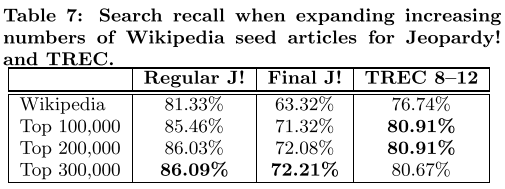 Table 7: Search recall when expanding increasing
numbers of Wikipedia seed articles for Jeopardy!
and TREC.
Regular J! Final J! TREC 8–12
Wikipedia 81.33% 63.32% 76.74%
Top 100,000 85.46% 71.32% 80.91%
Top 200,000 86.03% 72.08% 80.91%
Top 300,000 86.09% 72.21% 80.67%